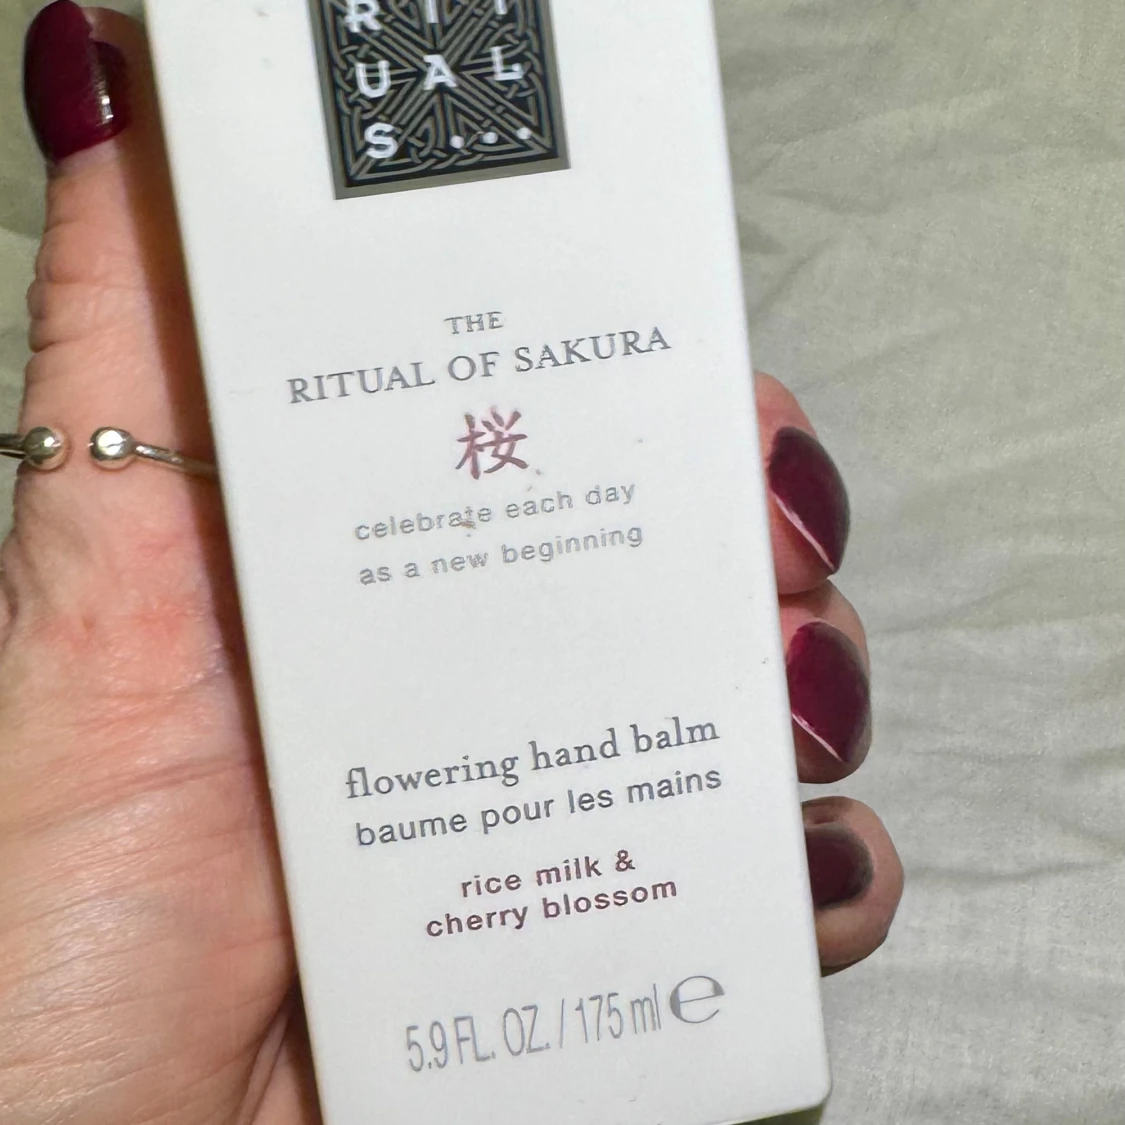 RIT
UAL
S...
THE
RITUAL OF SAKURA
桜
celebrate each day
as a new beginning
flowering hand balm
baume pour les mains
rice milk &
cherry blossom
5.9 FL. OZ. / 175 ml ℮